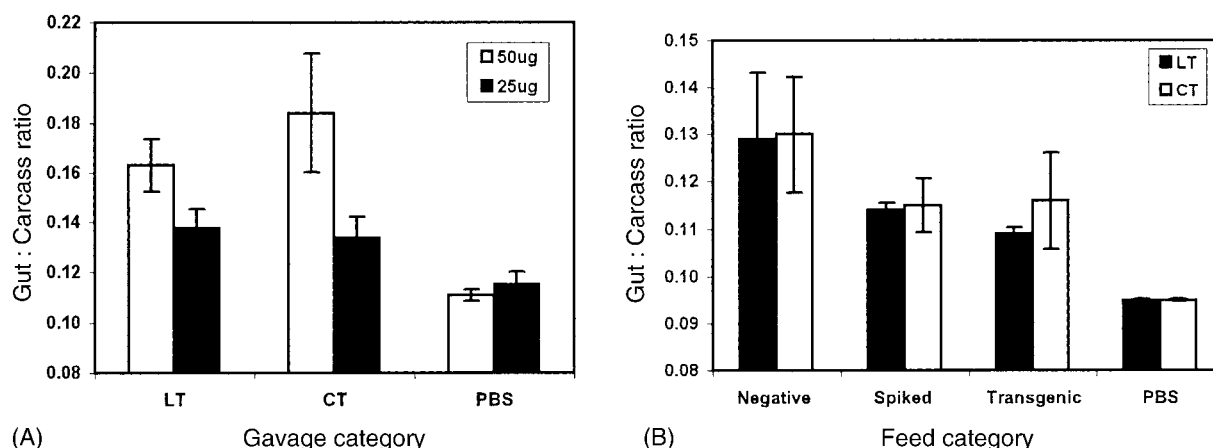 0.22
0.20
0.18
0.16
0.14
0.12
0.10
0.08
Gut : Carcass ratio
50ug
25ug
LT CT PBS
(A) Gavage category
0.15
0.14
0.13
0.12
0.11
0.10
0.09
0.08
Gut : Carcass ratio
LT
CT
Negative Spiked Transgenic PBS
(B) Feed category